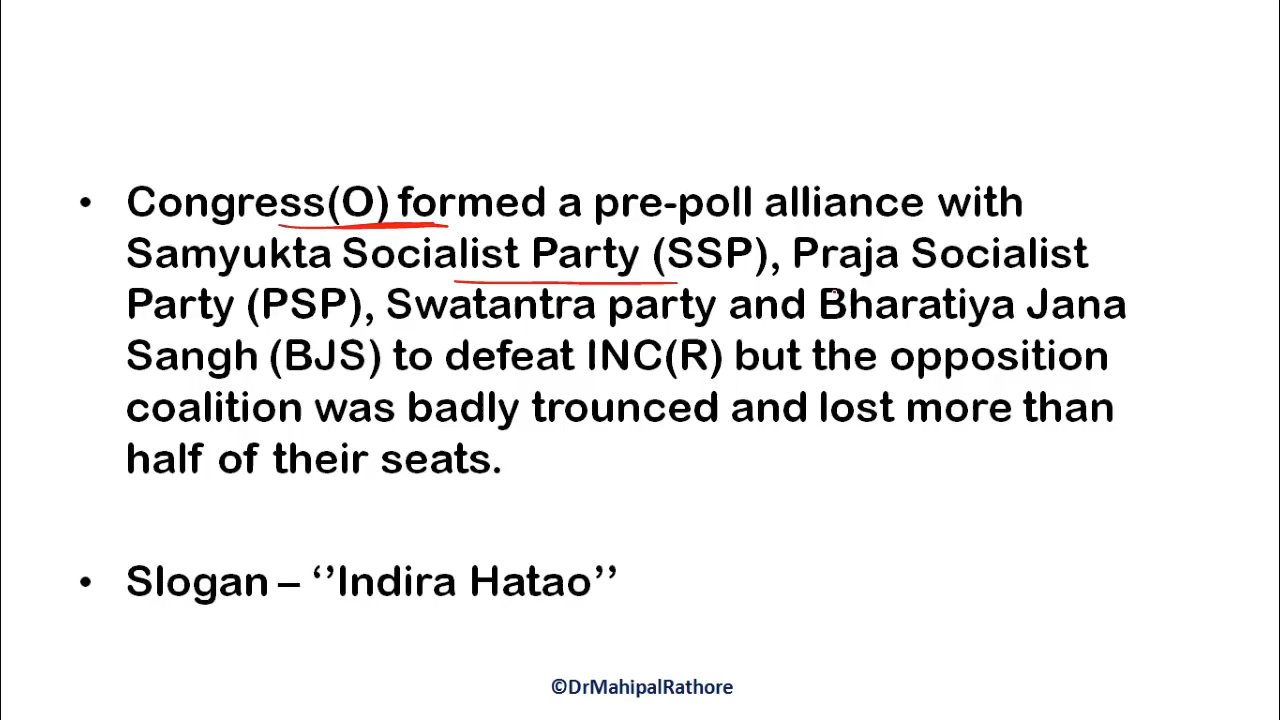 • Congress(O) formed a pre-poll alliance with
Samyukta Socialist Party (SSP), Praja Socialist
Party (PSP), Swatantra party and Bharatiya Jana
Sangh (BJS) to defeat INC(R) but the opposition
coalition was badly trounced and lost more than
half of their seats.
• Slogan – ‘’Indira Hatao’’
©DrMahipalRathore